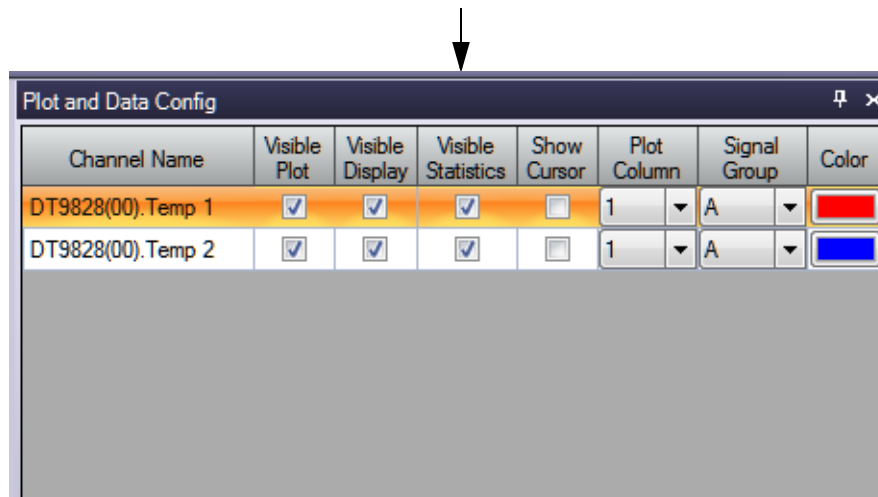 Plot and Data Config
Channel Name Visible Plot Visible Display Visible Statistics Show Cursor Plot Column Signal Group Color
DT9828(00).Temp 1 1 A
DT9828(00).Temp 2 1 A